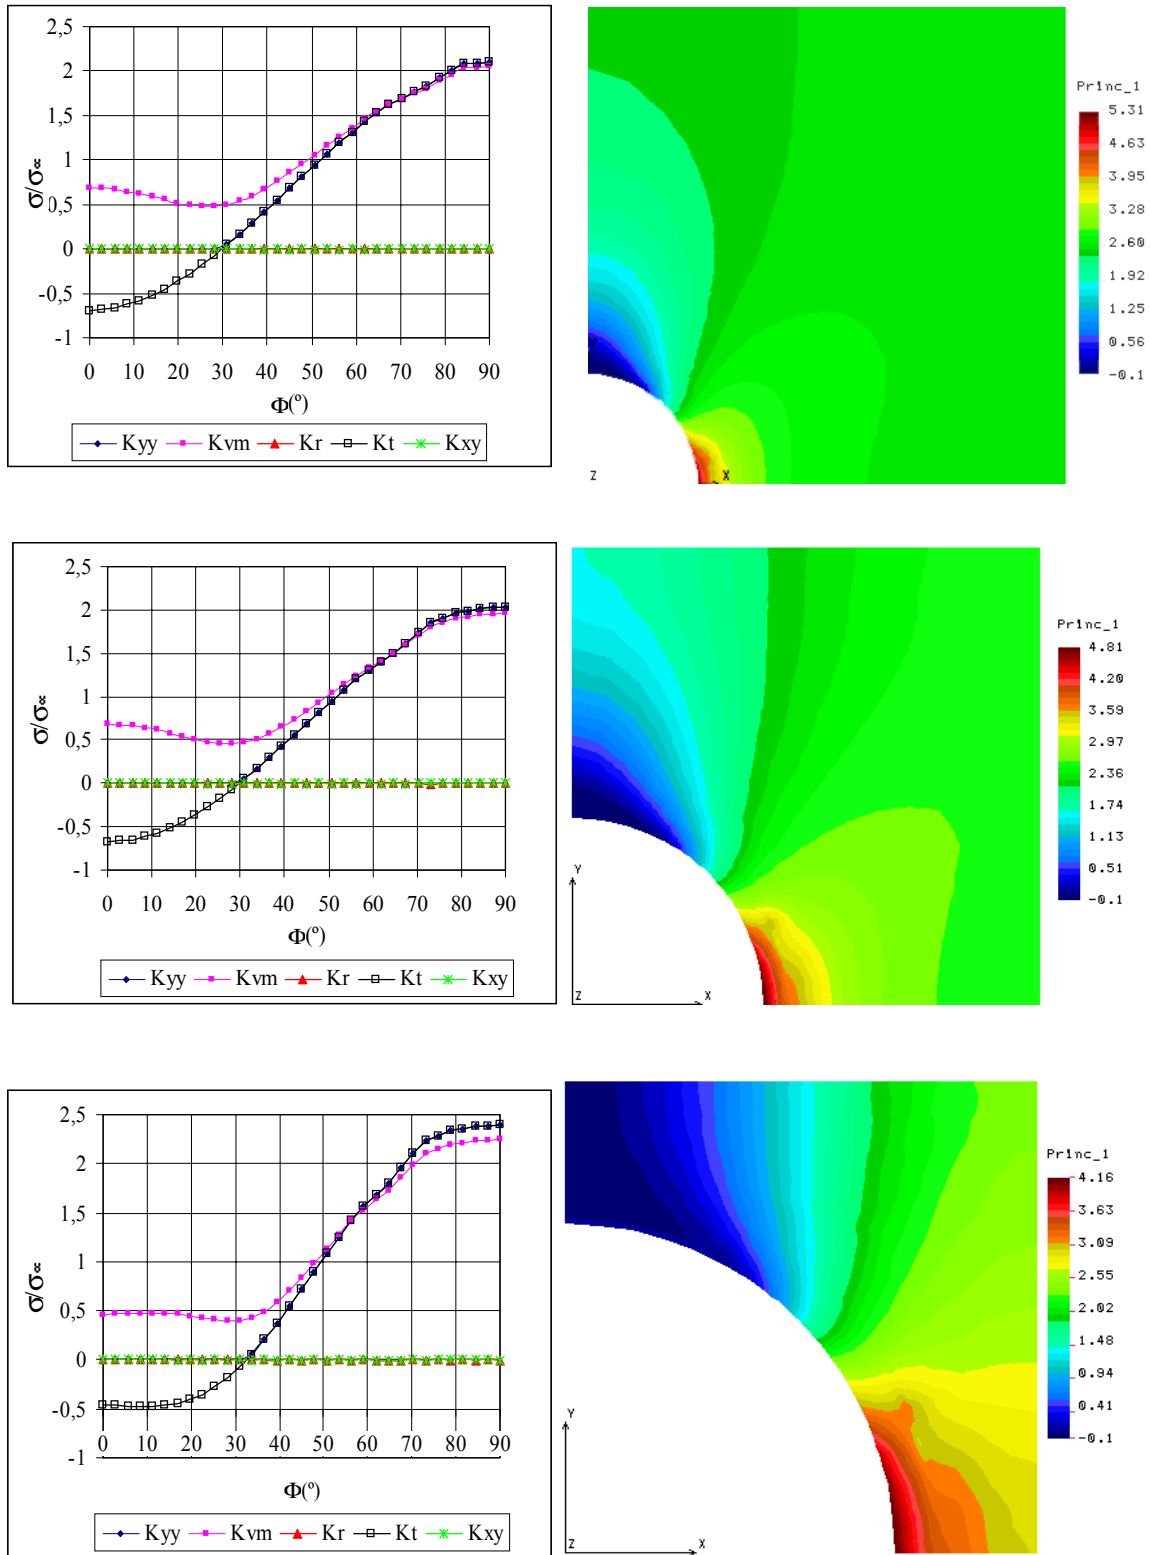 2,5
2
1,5
1
0,5
0
-0,5
-1
σ/σ∝
0 10 20 30 40 50 60 70 80 90
Φ(º)
Kyy Kvm Kr Kt Kxy
Princ_1
5.31
4.63
3.95
3.28
2.60
1.92
1.25
0.56
-0.1
Y
Z X
2,5
2
1,5
1
0,5
0
-0,5
-1
σ/σ∝
0 10 20 30 40 50 60 70 80 90
Φ(º)
Kyy Kvm Kr Kt Kxy
Princ_1
4.81
4.20
3.59
2.97
2.36
1.74
1.13
0.51
-0.1
Y
Z X
2,5
2
1,5
1
0,5
0
-0,5
-1
σ/σ∝
0 10 20 30 40 50 60 70 80 90
Φ(º)
Kyy Kvm Kr Kt Kxy
Princ_1
4.16
3.63
3.09
2.55
2.02
1.48
0.94
0.41
-0.1
Y
Z X